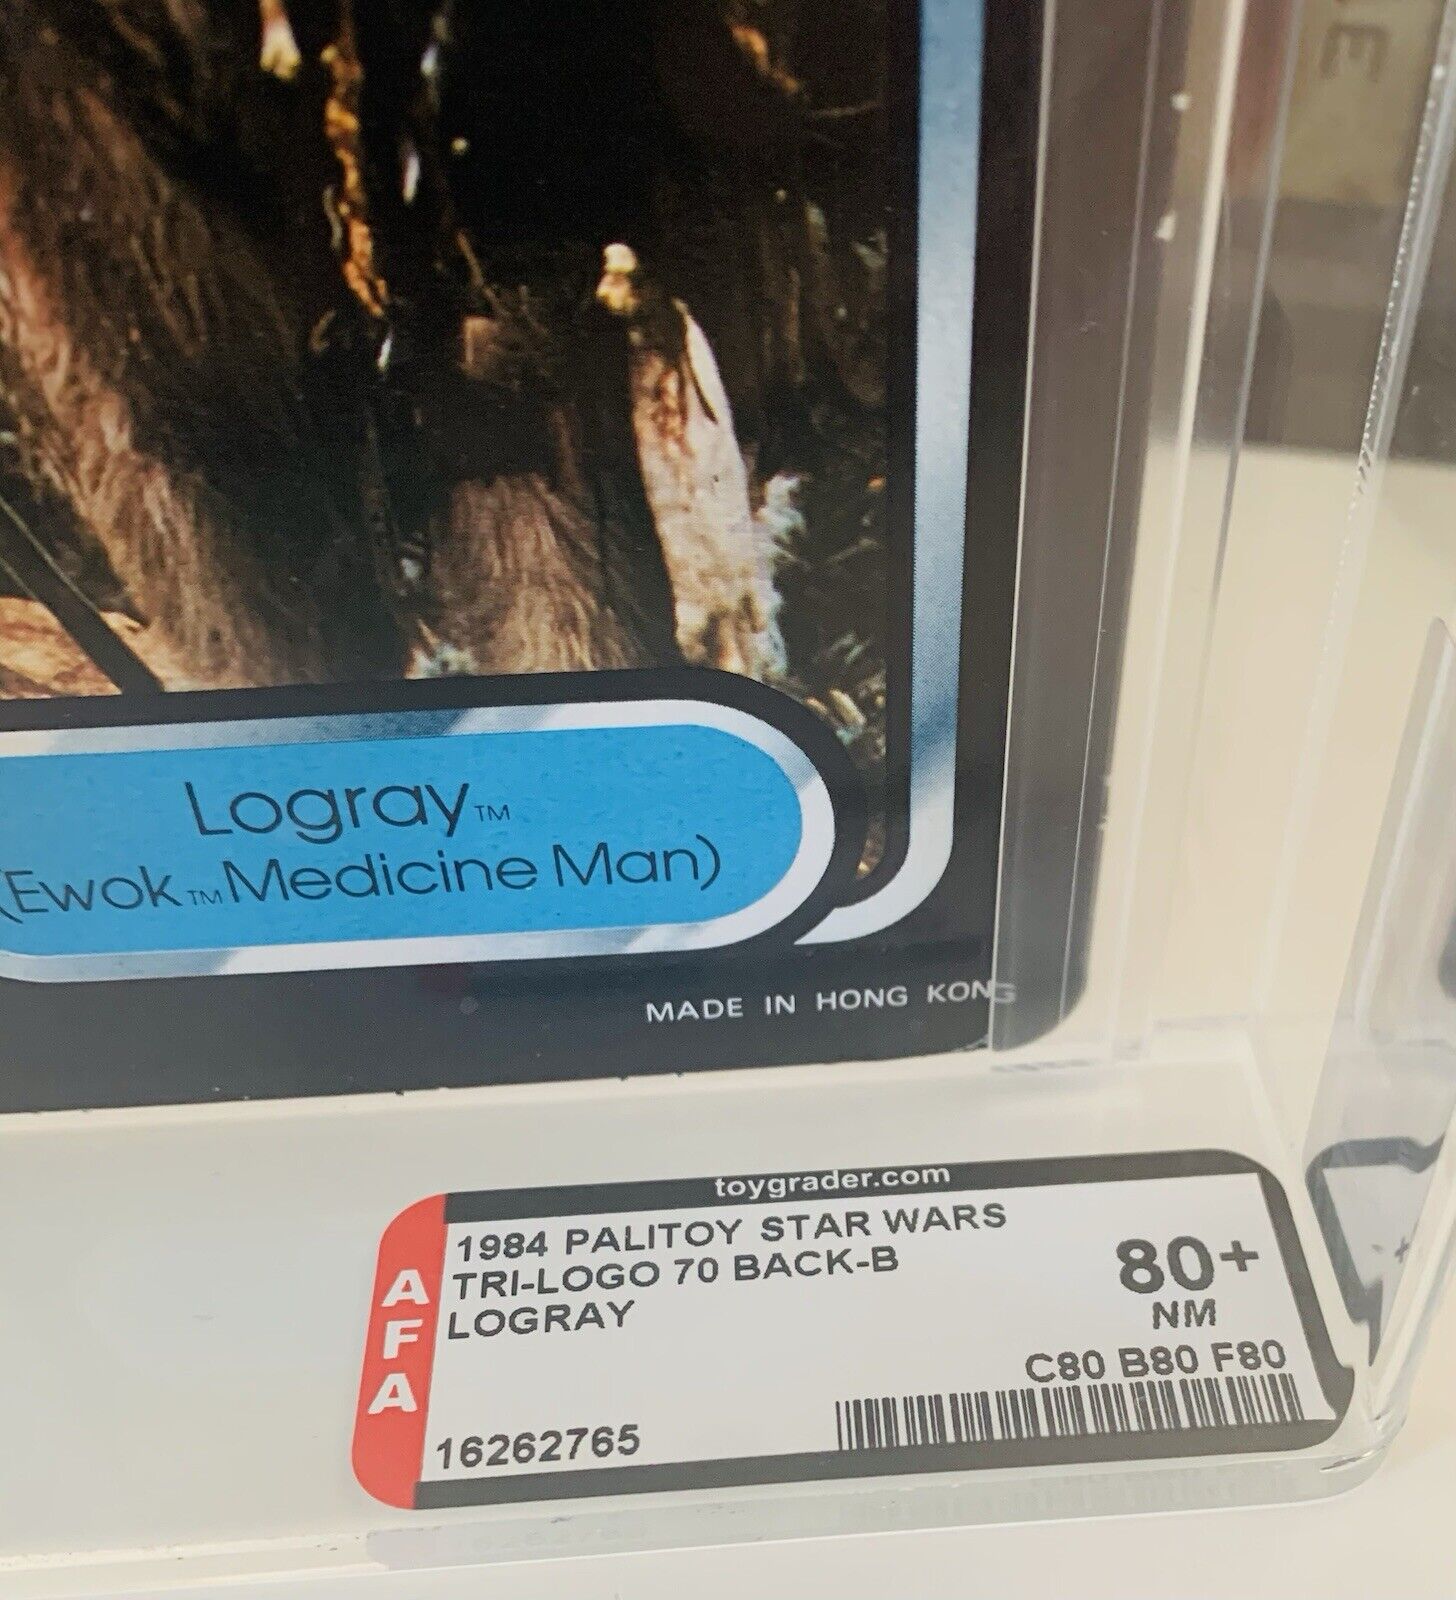 Logray™
(Ewok™ Medicine Man)
MADE IN HONG KONG
toygrader.com
AFA
1984 PALITOY STAR WARS
TRI-LOGO 70 BACK-B
LOGRAY
80+
NM
C80 B80 F80
16262765